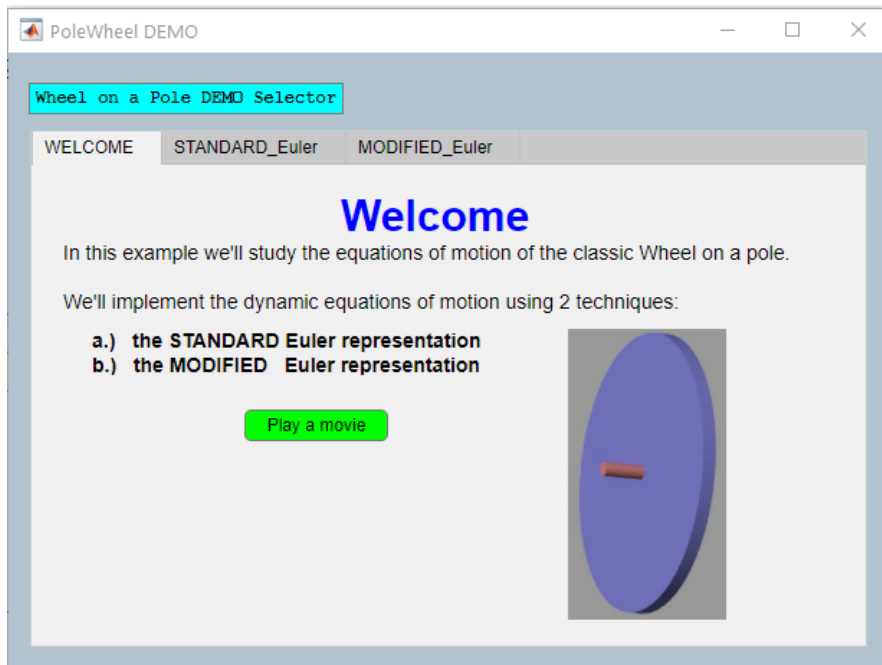 PoleWheel DEMO
Wheel on a Pole DEMO Selector
WELCOME STANDARD_Euler MODIFIED_Euler
Welcome
In this example we'll study the equations of motion of the classic Wheel on a pole.
We'll implement the dynamic equations of motion using 2 techniques:
a.) the STANDARD Euler representation
b.) the MODIFIED Euler representation
Play a movie